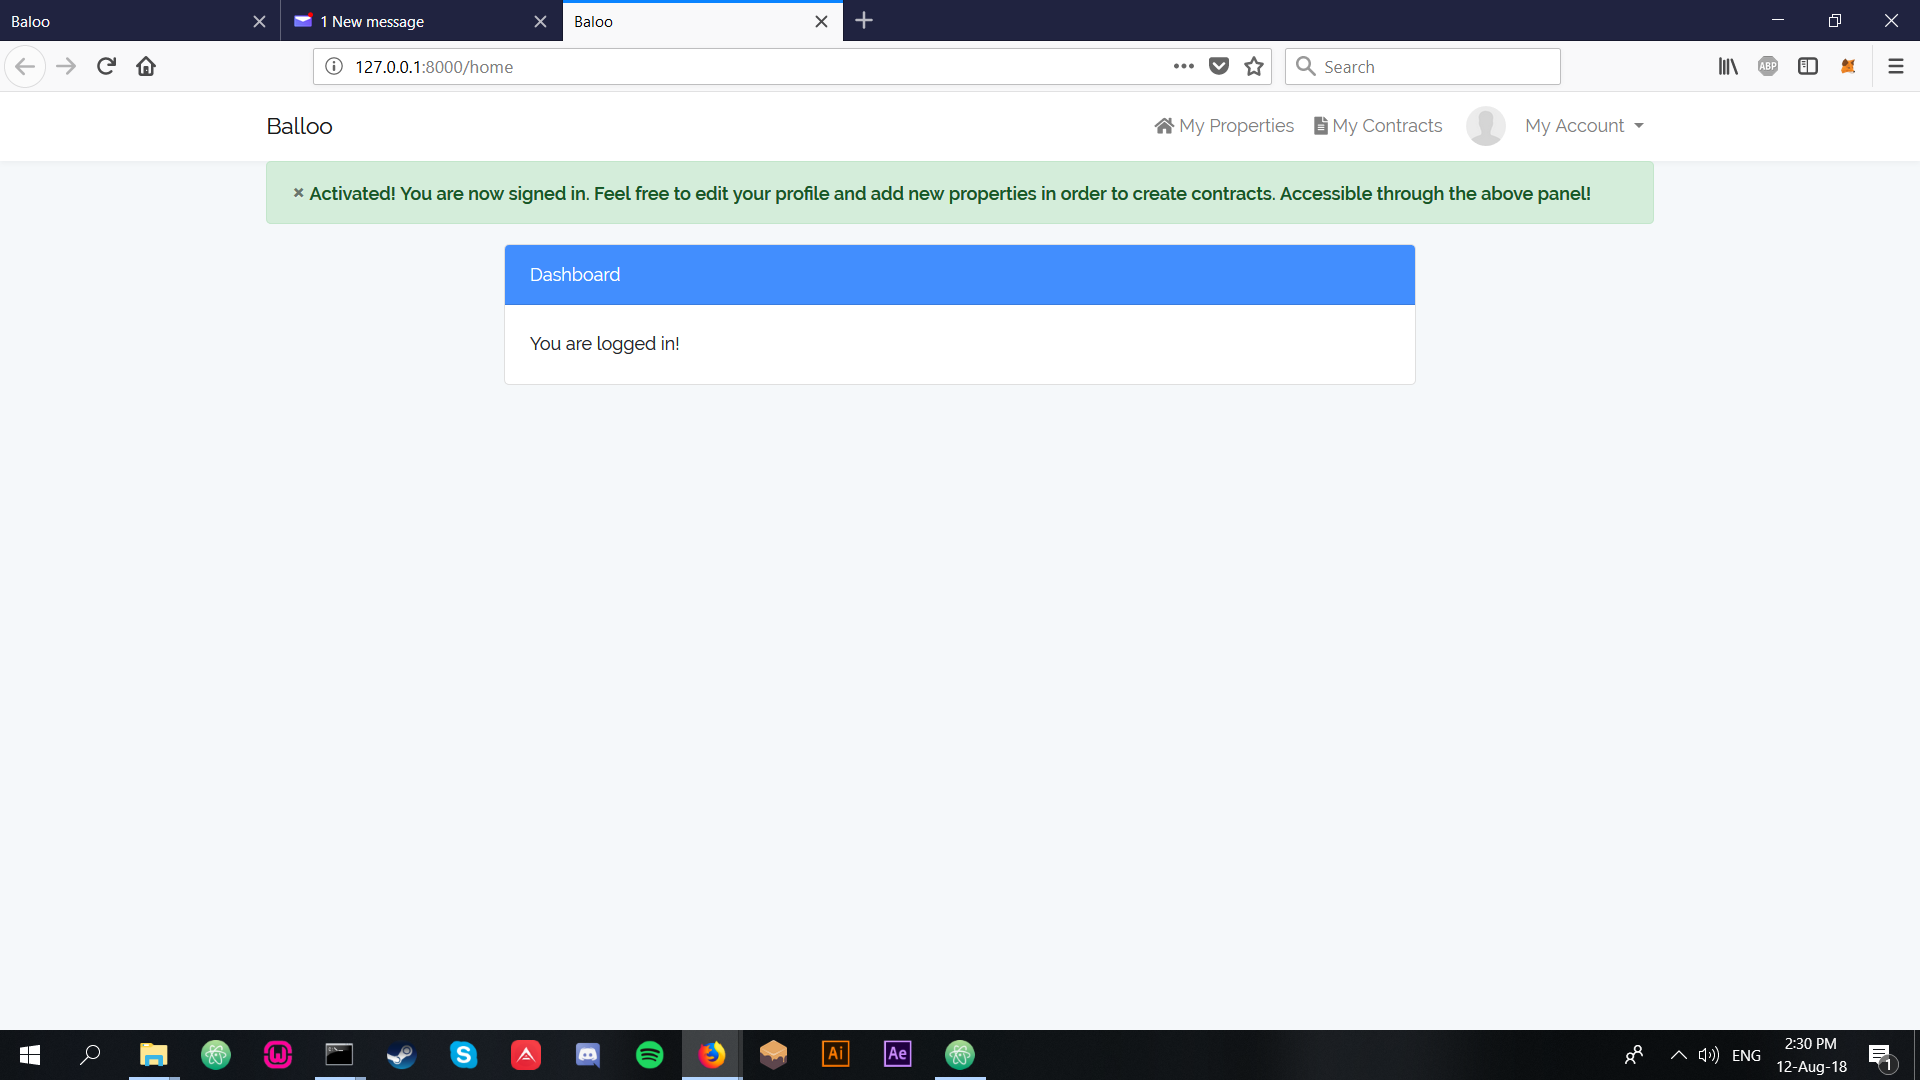 Baloo
1 New message
Baloo
127.0.0.1:8000/home
Search
ABP
Balloo
My Properties
My Contracts
My Account
× Activated! You are now signed in. Feel free to edit your profile and add new properties in order to create contracts. Accessible through the above panel!
Dashboard
You are logged in!
Ai
Ae
ENG
2:30 PM
12-Aug-18
1